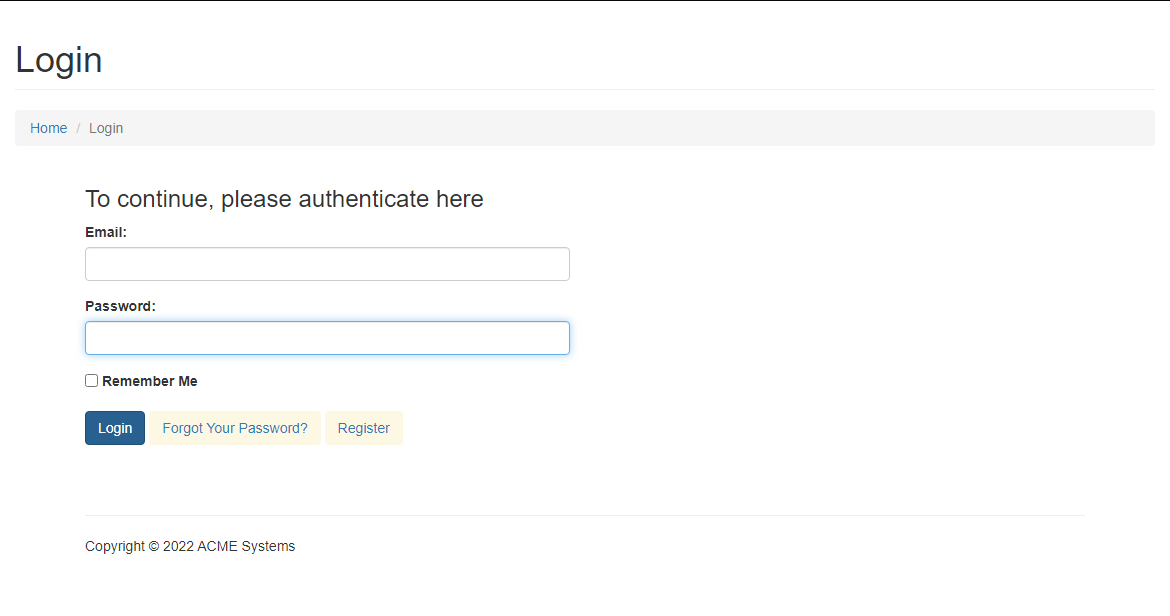 Login
Home / Login
To continue, please authenticate here
Email:
Password:
Remember Me
Login Forgot Your Password? Register
Copyright © 2022 ACME Systems